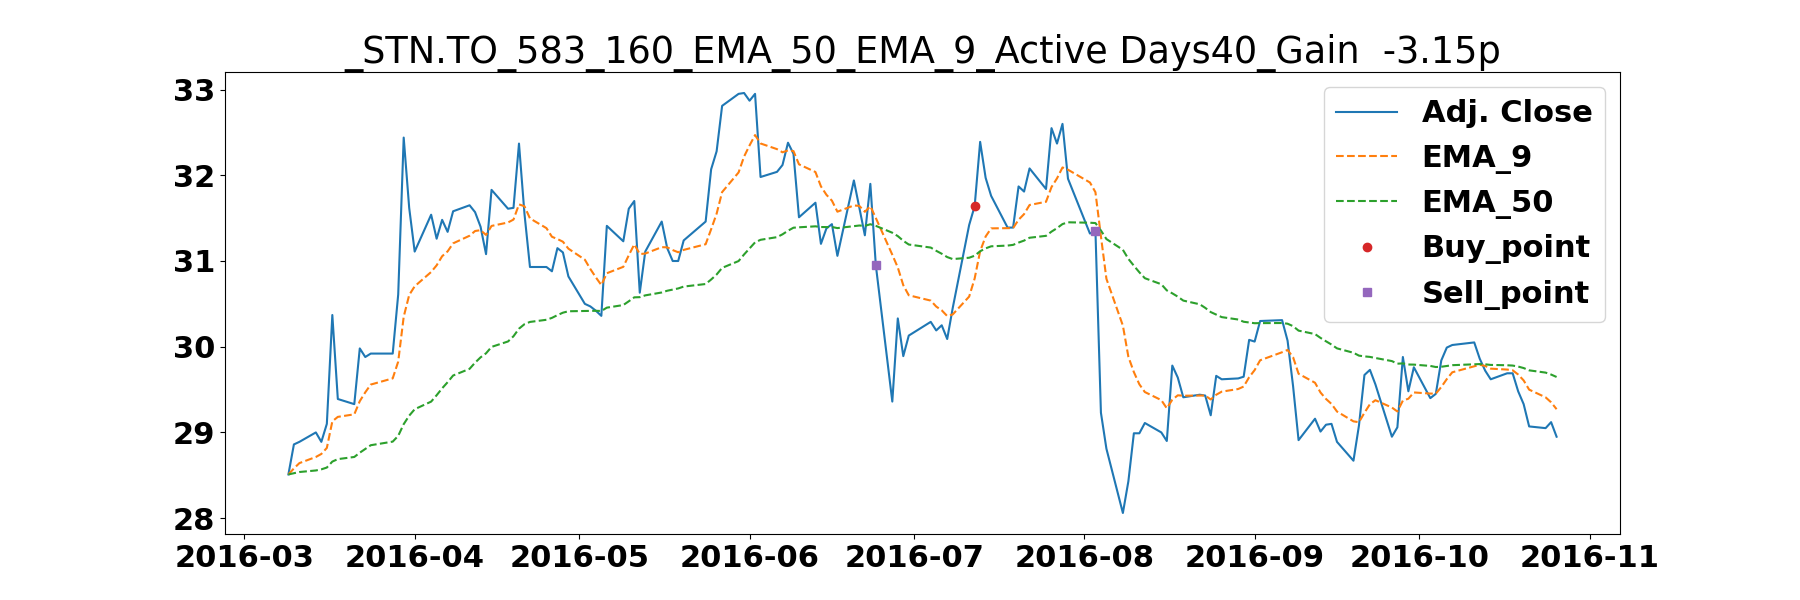 _STN.TO_583_160_EMA_50_EMA_9_Active Days40_Gain  -3.15p
33
32
31
30
29
28
Adj. Close
EMA_9
EMA_50
Buy_point
Sell_point
2016-03 2016-04 2016-05 2016-06 2016-07 2016-08 2016-09 2016-10 2016-11